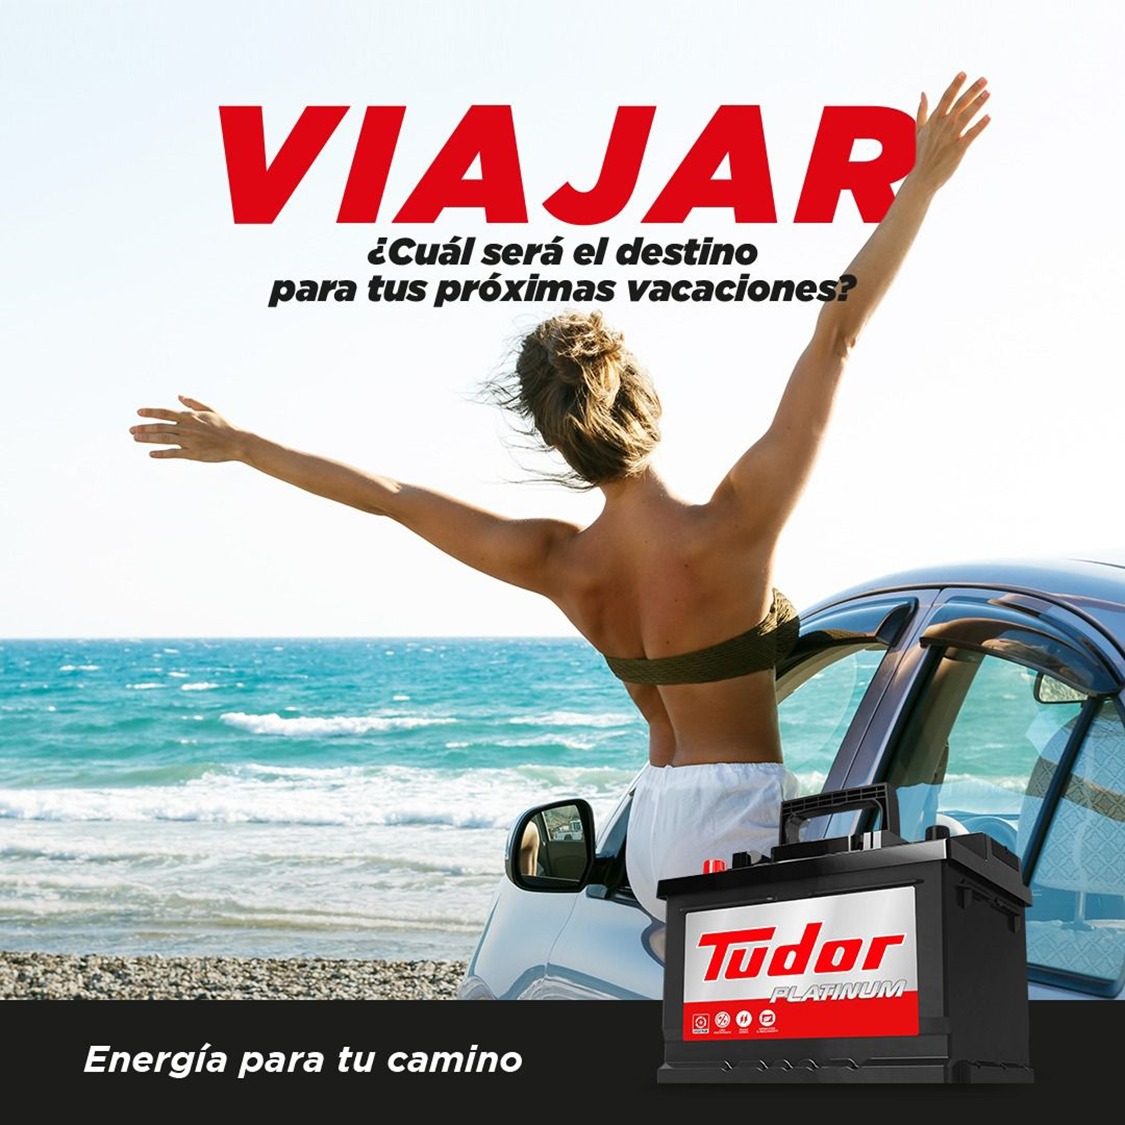 VIAJAR
¿Cuál será el destino
para tus próximas vacaciones?
Tudor
PLATINUM
Energía para tu camino